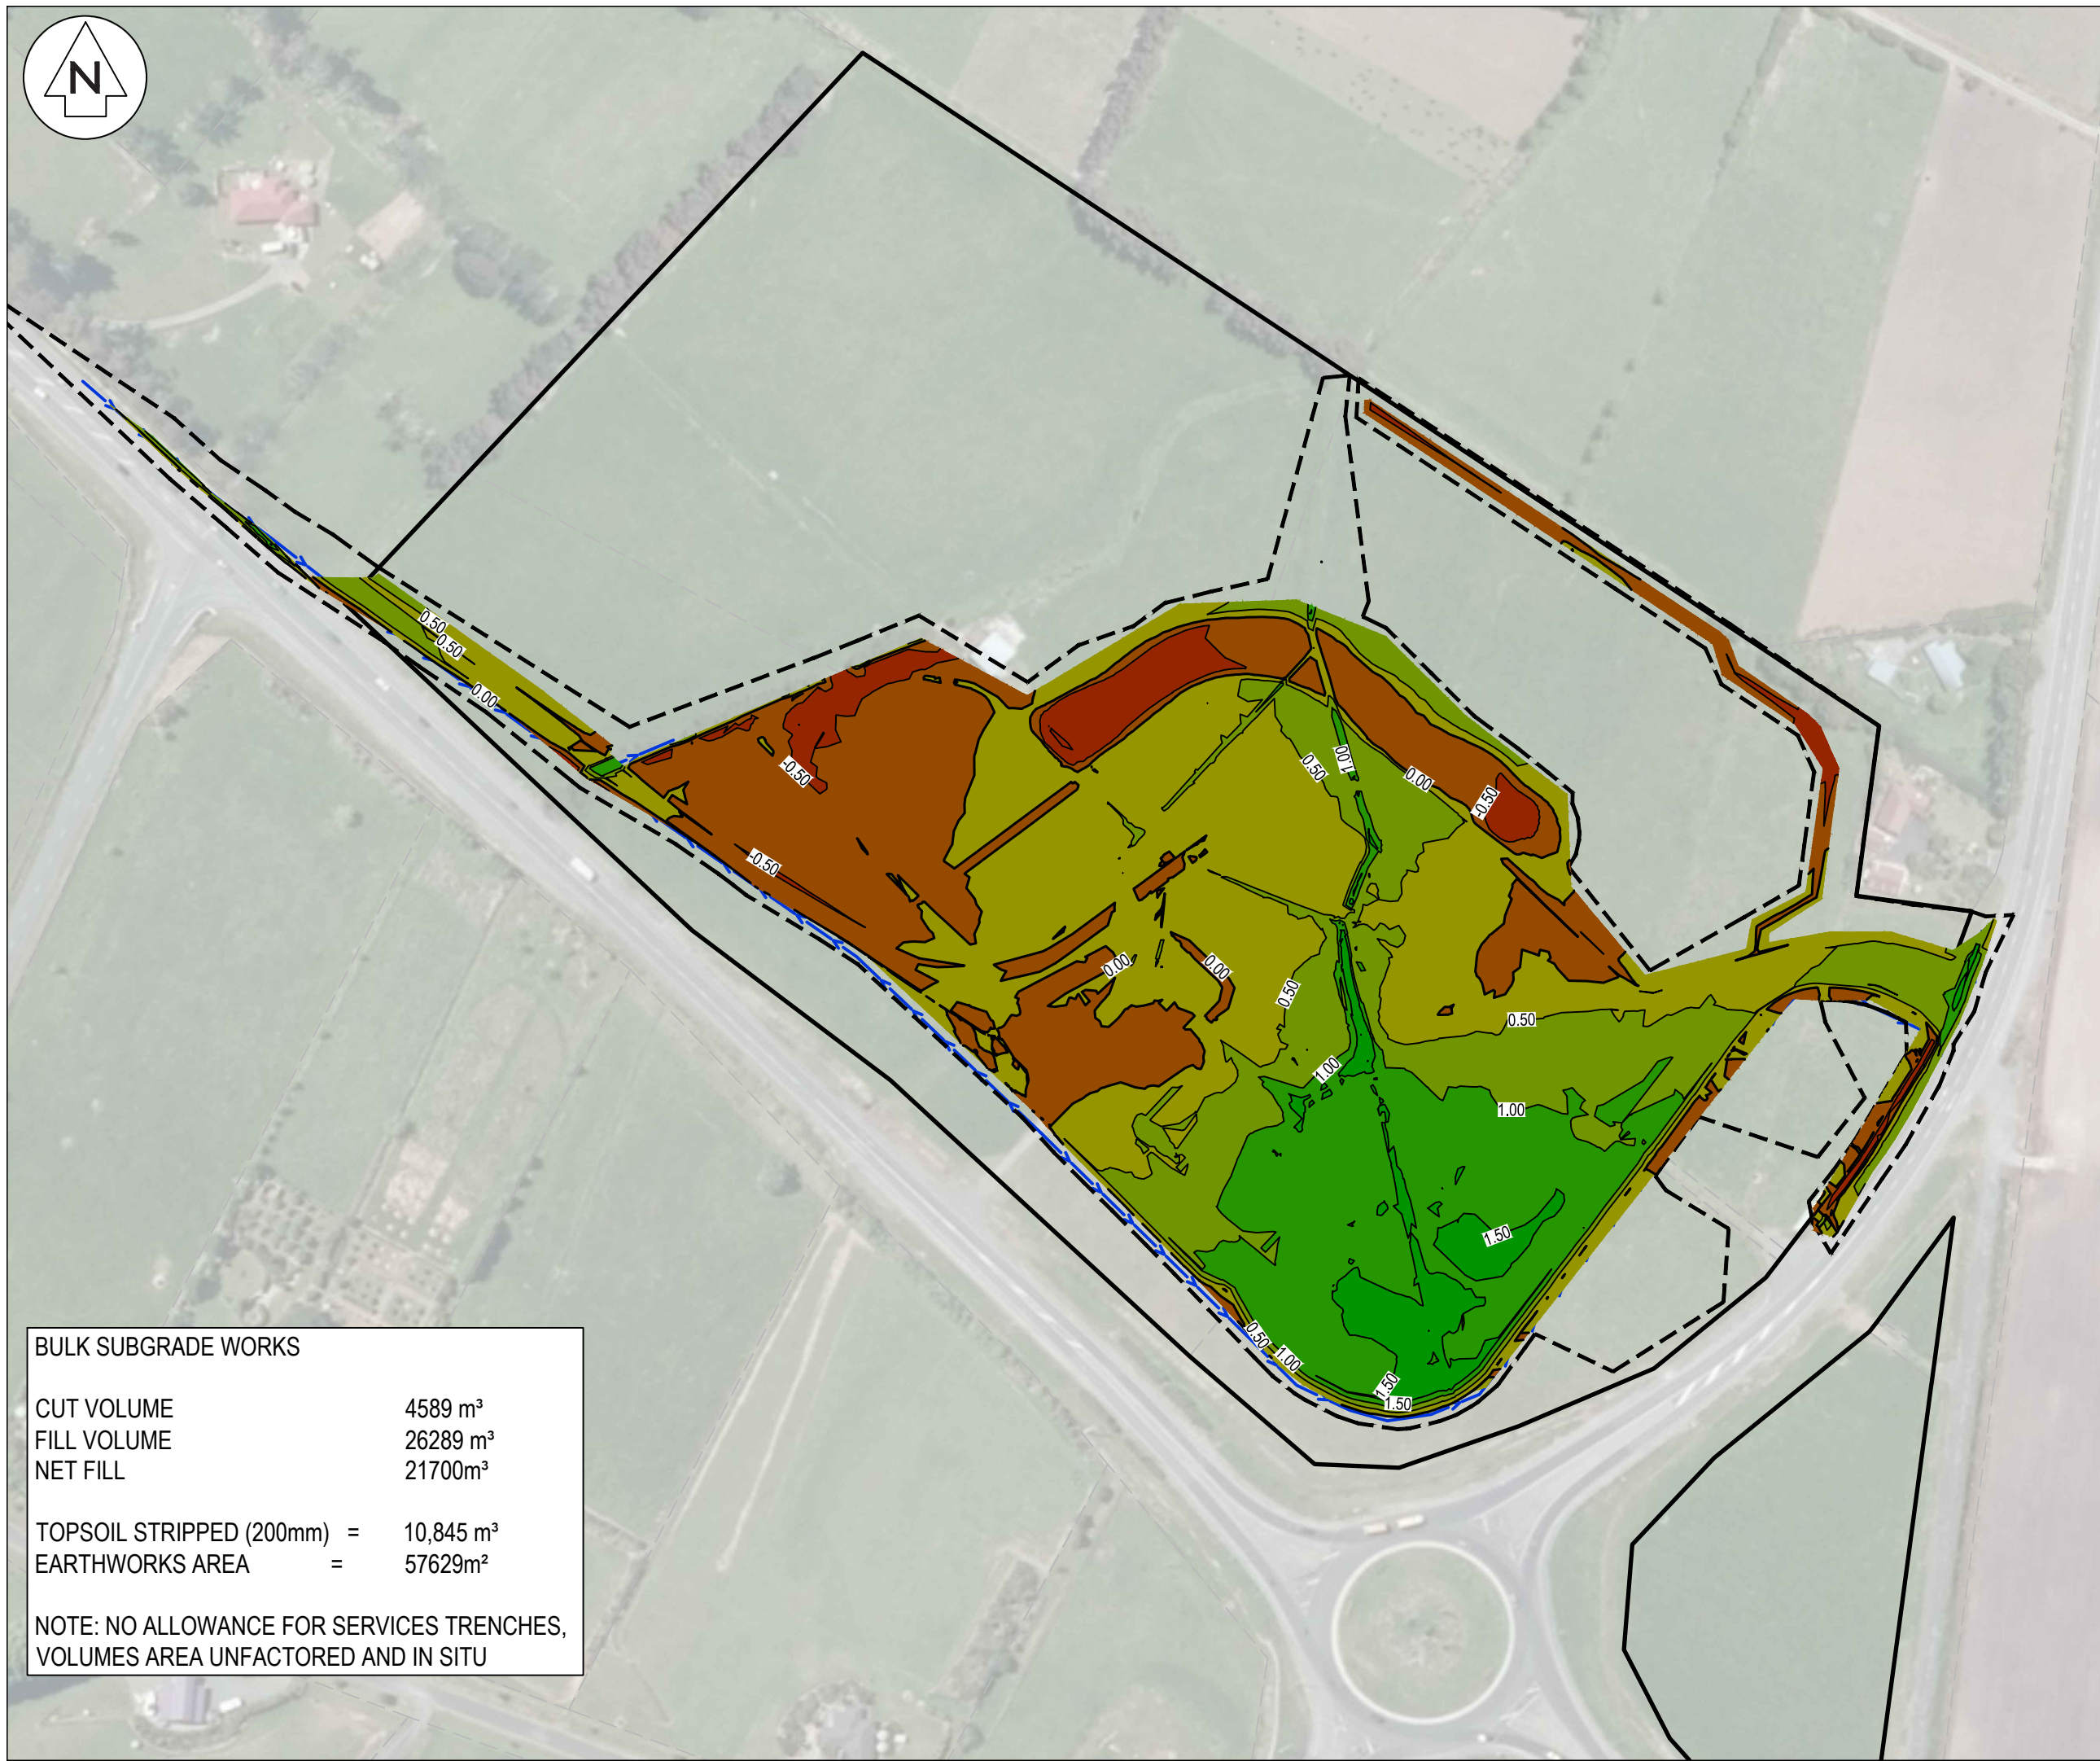 N
0.50
0.50
0.00
-0.50
-0.50
0.50
1.00
0.00
-0.50
0.00
0.00
0.50
0.50
1.00
1.00
1.50
0.50
1.00
1.50
1.50
BULK SUBGRADE WORKS
CUT VOLUME 4589 m³
FILL VOLUME 26289 m³
NET FILL 21700m³
TOPSOIL STRIPPED (200mm) = 10,845 m³
EARTHWORKS AREA = 57629m²
NOTE: NO ALLOWANCE FOR SERVICES TRENCHES,
VOLUMES AREA UNFACTORED AND IN SITU